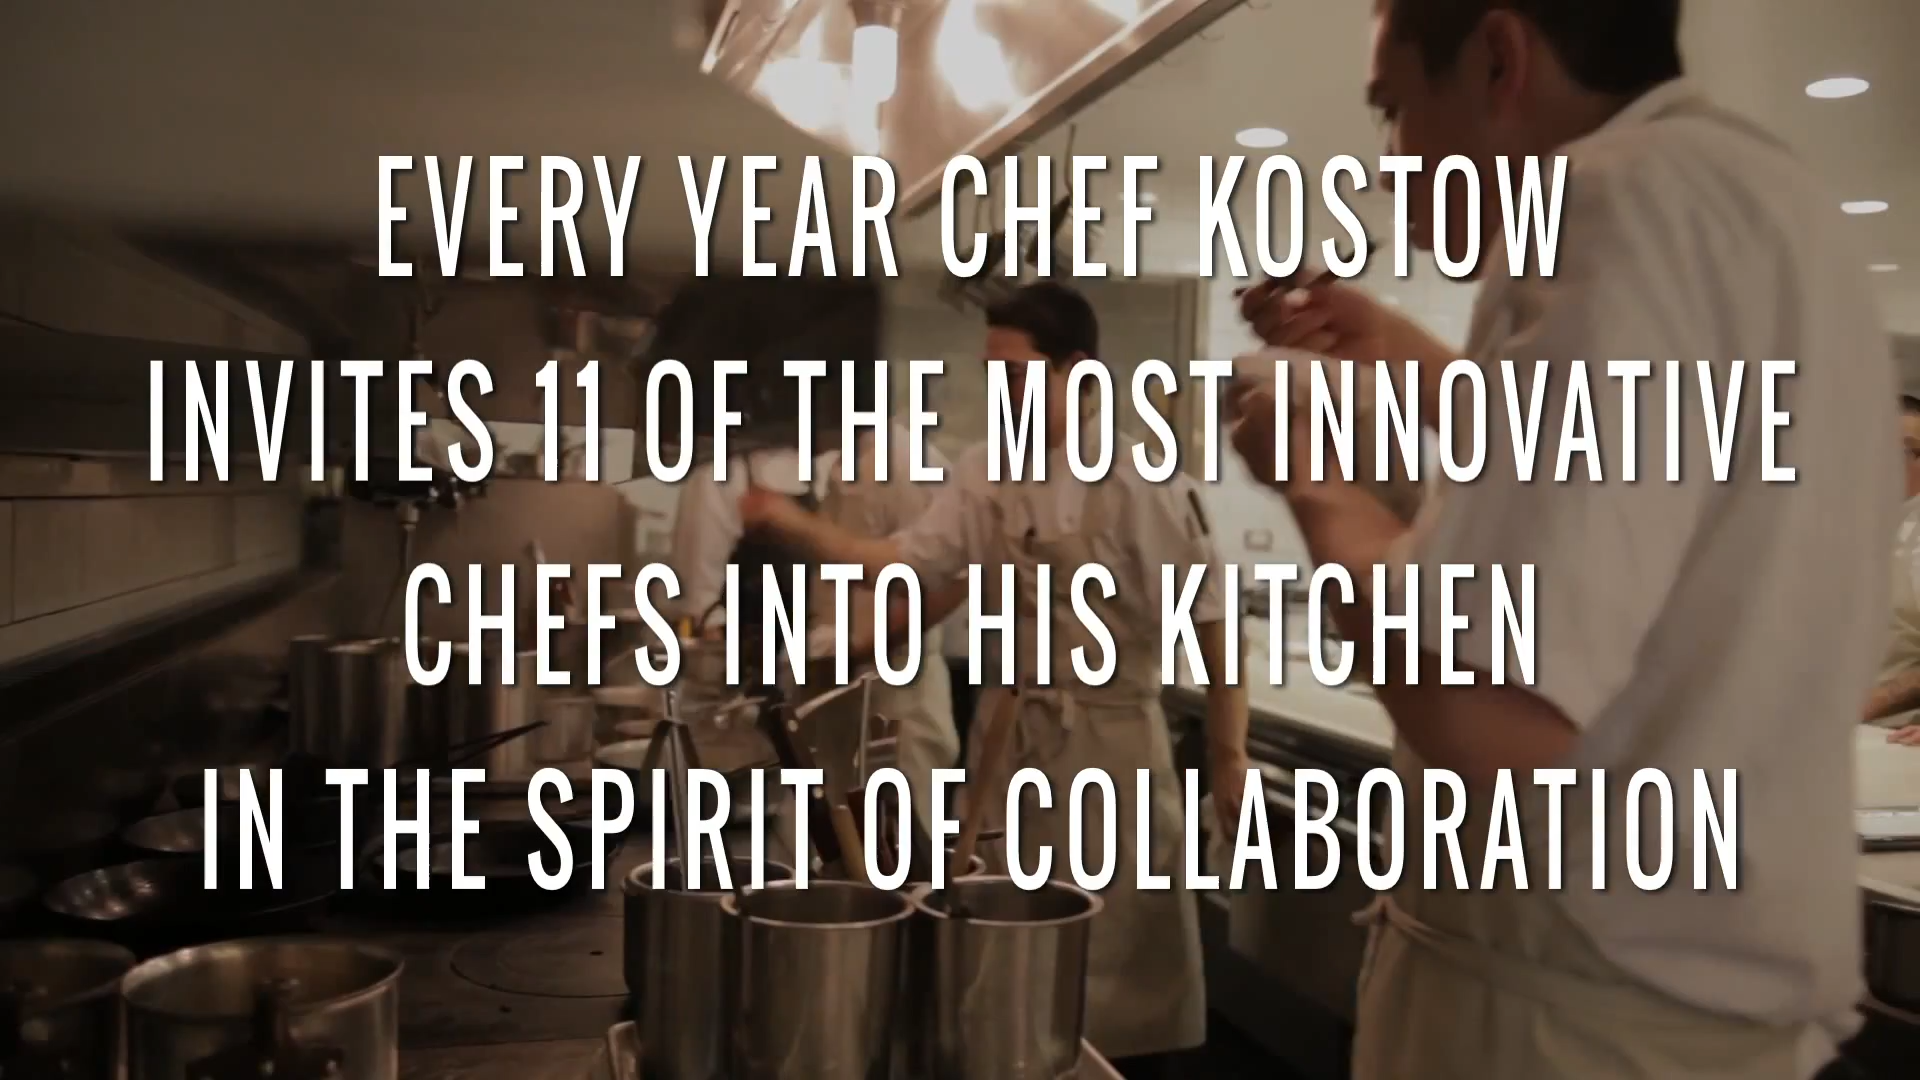 EVERY YEAR CHEF KOSTOW
INVITES 11 OF THE MOST INNOVATIVE
CHEFS INTO HIS KITCHEN
IN THE SPIRIT OF COLLABORATION